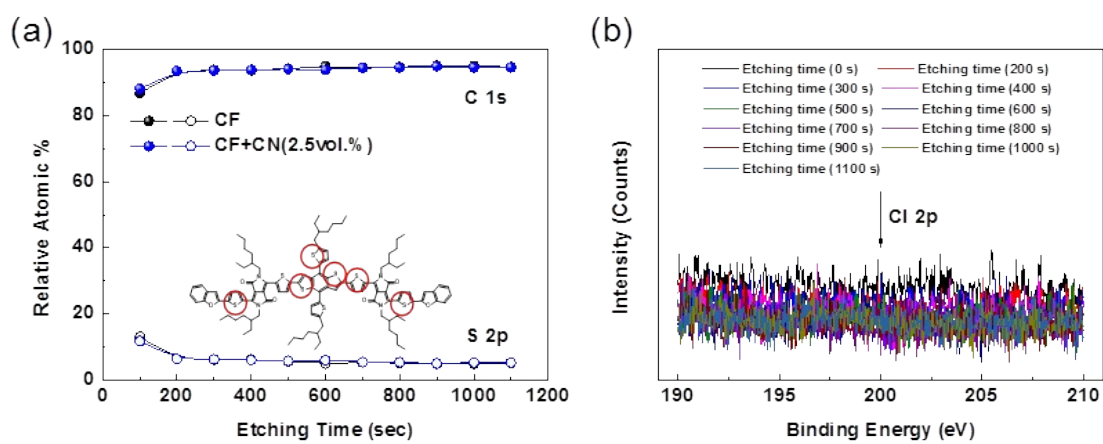 (a)
100
80
60
40
20
0
Relative Atomic %
C 1s
CF
CF+CN(2.5vol.%)
S 2p
0 200 400 600 800 1000 1200
Etching Time (sec)
(b)
Intensity (Counts)
Etching time (0 s) Etching time (200 s)
Etching time (300 s) Etching time (400 s)
Etching time (500 s) Etching time (600 s)
Etching time (700 s) Etching time (800 s)
Etching time (900 s) Etching time (1000 s)
Etching time (1100 s)
Cl 2p
190 195 200 205 210
Binding Energy (eV)